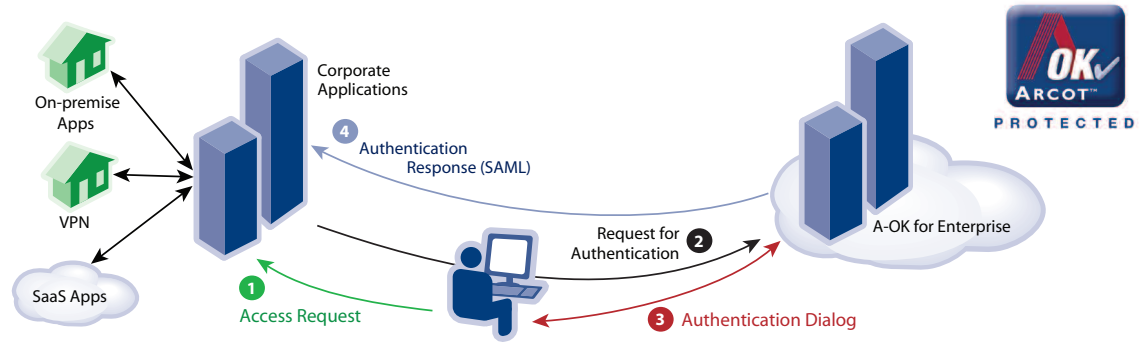 On-premise
Apps
VPN
SaaS Apps
Corporate
Applications
4 Authentication
Response (SAML)
Request for
Authentication 2
1
Access Request
3 Authentication Dialog
A-OK for Enterprise
A
OK
ARCOT™
PROTECTED